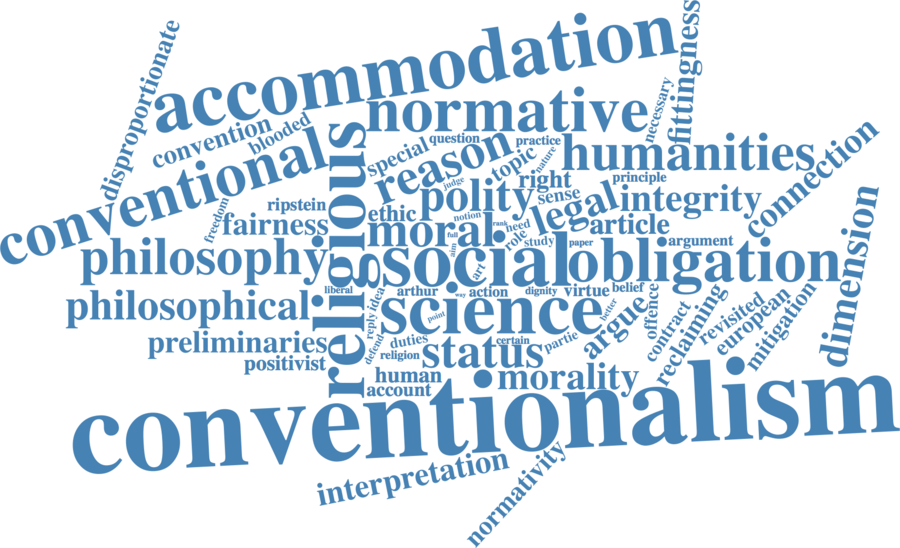 accommodation
fittingness
disproportionate
convention
blooded
normative
necessary
conventional
religious
special
question
practice
nature
reason
judge
topic
humanities
connection
freedom
ripstein
fairness
ethic
polity
right
sense
principle
integrity
notion
rank
heed
legal
article
philosophy
moral
full
aim
role
study
paper
argument
social
art
obligation
dimension
liberal
philosophical
reply
idea
arthur
way
action
dignity
virtue
belief
science
point
better
argue
offence
contract
reclaiming
revisited
european
mitigation
preliminaries
positivist
defend
duties
religion
status
certain
partie
human
account
morality
conventionalism
interpretation
normativity